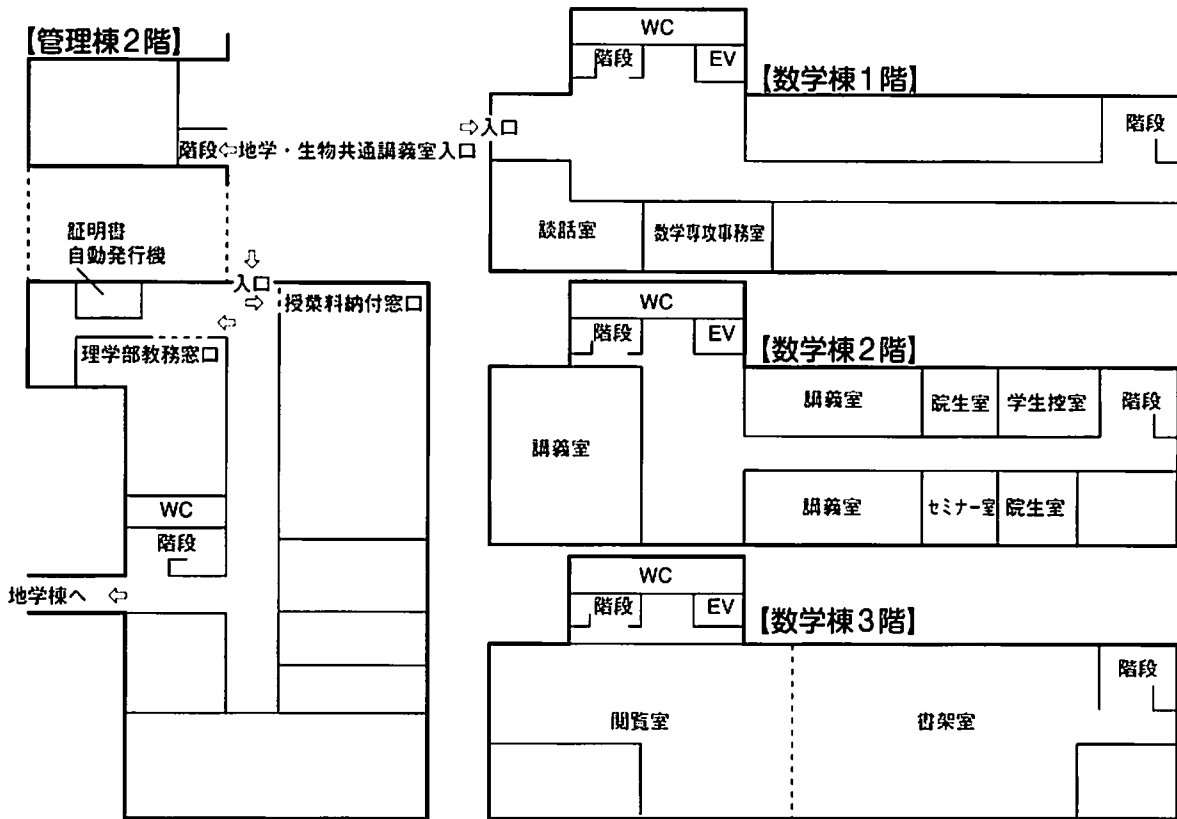 【管理棟2階】
階段⇦地学・生物共通講義室入口
証明書
自動発行機
⇩
入口
⇨
授業料納付窓口
⇦
理学部教務窓口
WC
階段
地学棟へ ⇦
WC
階段
EV
【数学棟1階】
⇨入口
階段
談話室
数学専攻事務室
WC
階段
EV
【数学棟2階】
講義室
講義室
院生室
学生控室
階段
講義室
セミナー室
院生室
WC
階段
EV
【数学棟3階】
階段
閲覧室
書架室